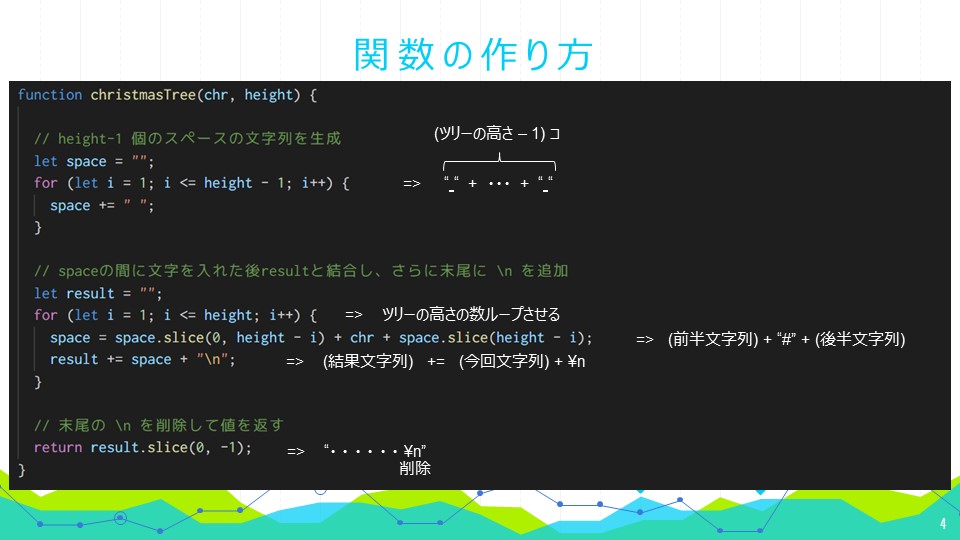 関数の作り方
function christmasTree(chr, height) {
// height-1 個のスペースの文字列を生成
(ツリーの高さ – 1) コ
let space = "";
for (let i = 1; i <= height - 1; i++) {
=> “_“ + ・・・ + “_“
space += " ";
}
// spaceの間に文字を入れた後resultと結合し、さらに末尾に \n を追加
let result = "";
for (let i = 1; i <= height; i++) {
=> ツリーの高さの数ループさせる
space = space.slice(0, height - i) + chr + space.slice(height - i);
=> (前半文字列) + “#” + (後半文字列)
result += space + "\n";
=> (結果文字列) += (今回文字列) + ¥n
}
// 末尾の \n を削除して値を返す
return result.slice(0, -1);
=> “・・・・・・¥n”
削除
}
4